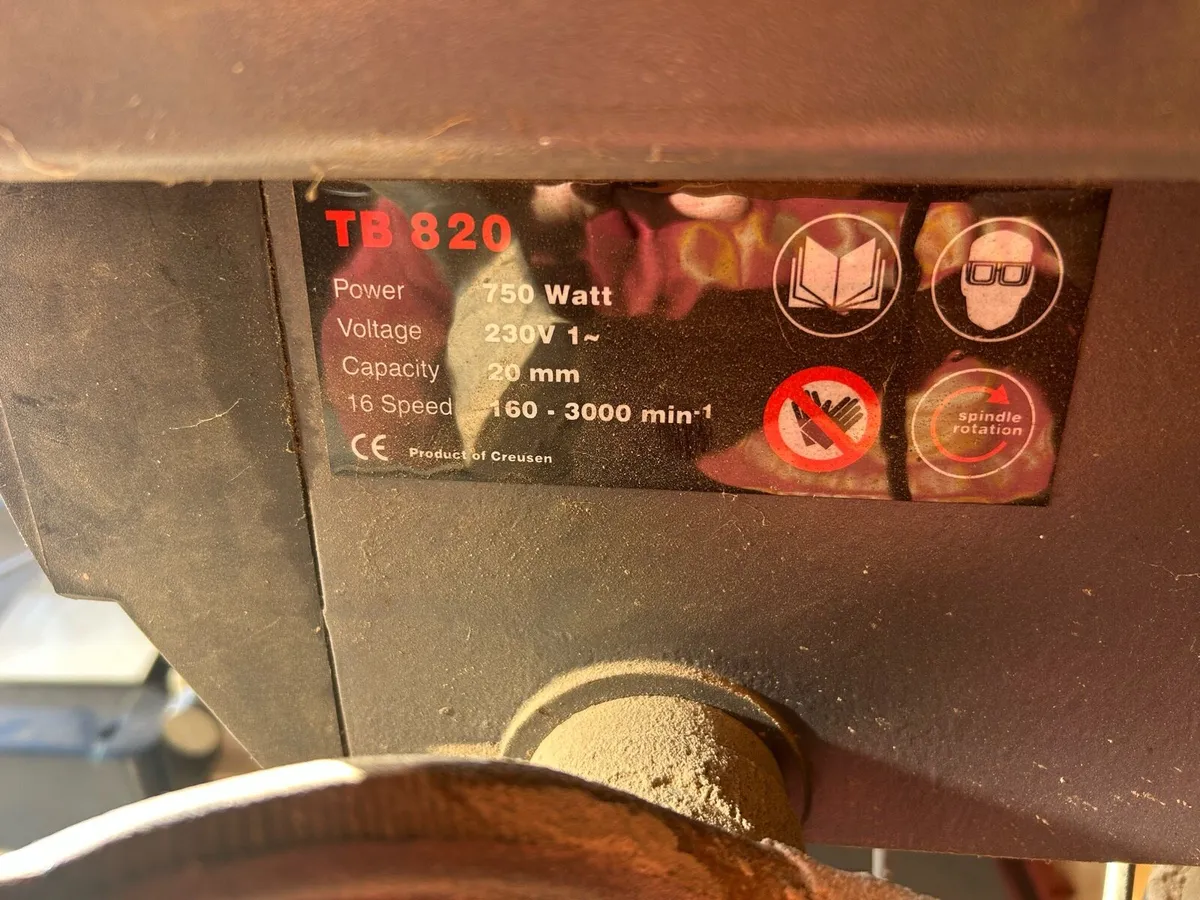 TB 820
Power 750 Watt
Voltage 230V 1~
Capacity 20 mm
16 Speed 160 - 3000 min-1
CE Product of Creusen
spindle
rotation